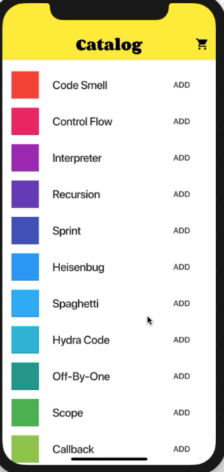 Catalog
Code Smell ADD
Control Flow ADD
Interpreter ADD
Recursion ADD
Sprint ADD
Heisenbug ADD
Spaghetti ADD
Hydra Code ADD
Off-By-One ADD
Scope ADD
Callback ADD